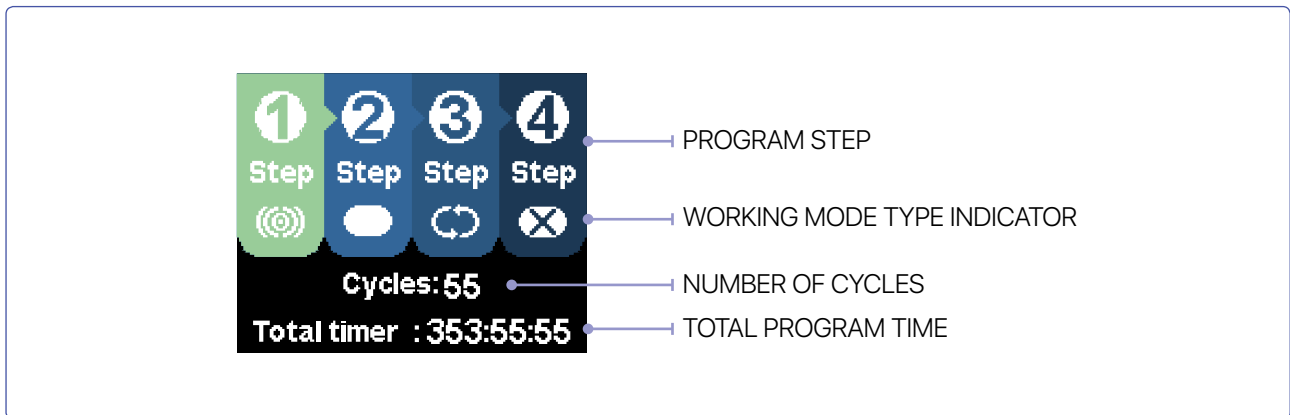 1 2 3 4
Step Step Step Step
PROGRAM STEP
WORKING MODE TYPE INDICATOR
Cycles: 55
NUMBER OF CYCLES
Total timer : 353:55:55
TOTAL PROGRAM TIME